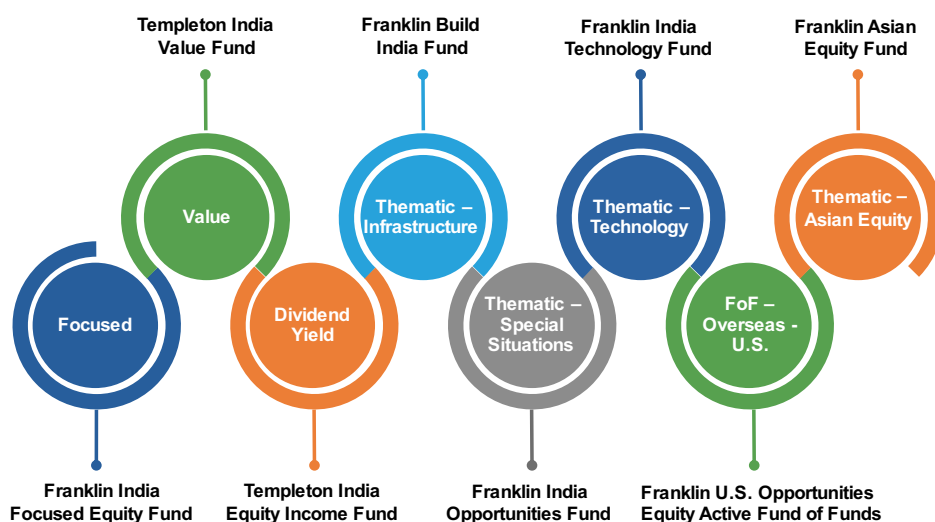 Templeton India
Value Fund
Franklin Build
India Fund
Franklin India
Technology Fund
Franklin Asian
Equity Fund
Value
Thematic –
Infrastructure
Thematic –
Technology
Thematic –
Asian Equity
Focused
Dividend
Yield
Thematic –
Special
Situations
FoF –
Overseas -
U.S.
Franklin India
Focused Equity Fund
Templeton India
Equity Income Fund
Franklin India
Opportunities Fund
Franklin U.S. Opportunities
Equity Active Fund of Funds